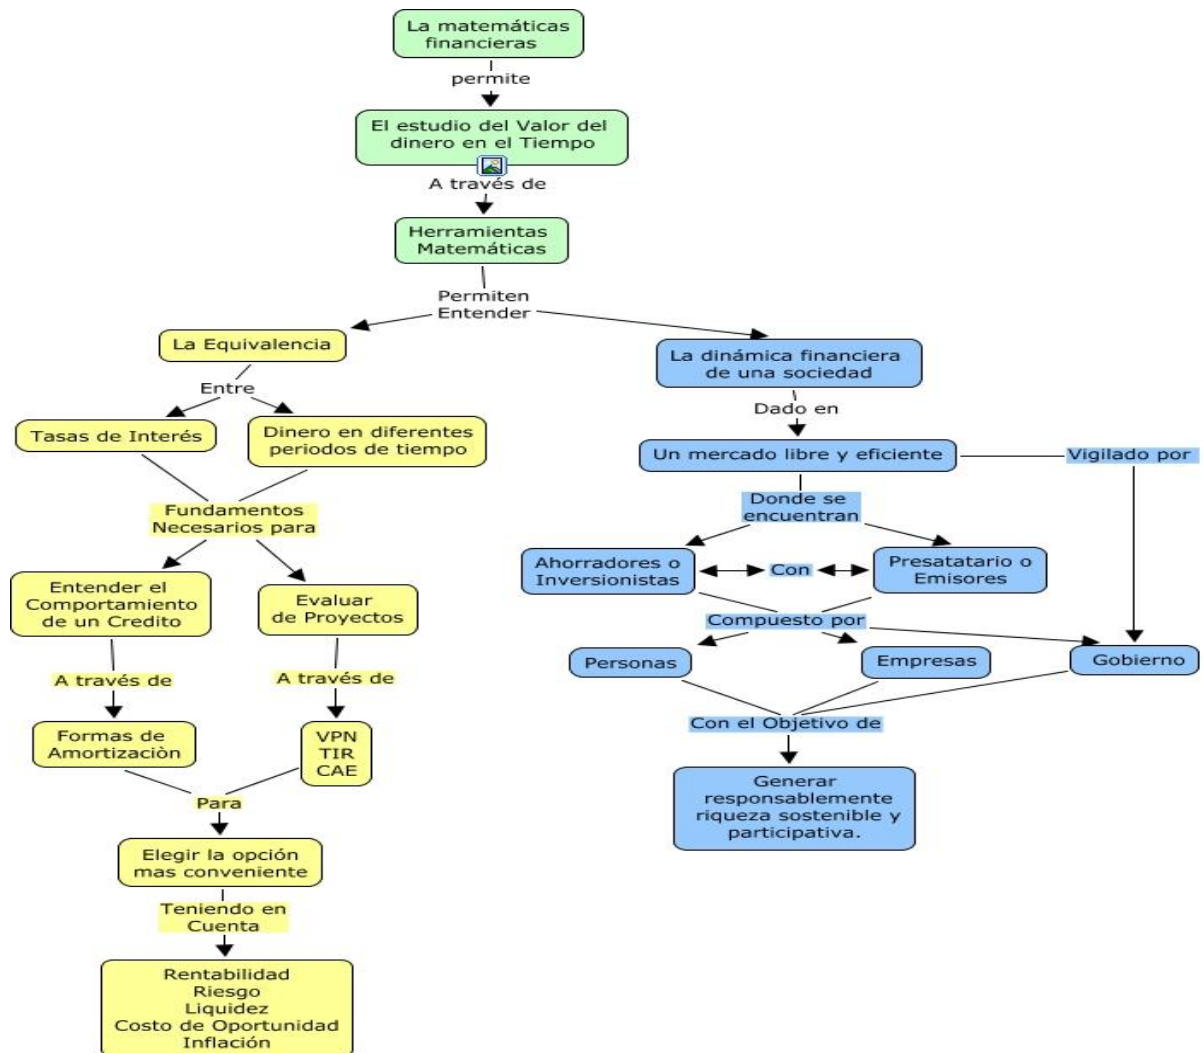 La matemáticas
financieras
permite
El estudio del Valor del
dinero en el Tiempo
A través de
Herramientas
Matemáticas
Permiten
Entender
La Equivalencia
Entre
Tasas de Interés
Dinero en diferentes
periodos de tiempo
Fundamentos
Necesarios para
Entender el
Comportamiento
de un Credito
Evaluar
de Proyectos
A través de
A través de
Formas de
Amortizaciòn
VPN
TIR
CAE
Para
Elegir la opción
mas conveniente
Teniendo en
Cuenta
Rentabilidad
Riesgo
Liquidez
Costo de Oportunidad
Inflación
La dinámica financiera
de una sociedad
Dado en
Un mercado libre y eficiente
Vigilado por
Donde se
encuentran
Ahorradores o
Inversionistas
Con
Presatatario o
Emisores
Compuesto por
Personas
Empresas
Gobierno
Con el Objetivo de
Generar
responsablemente
riqueza sostenible y
participativa.